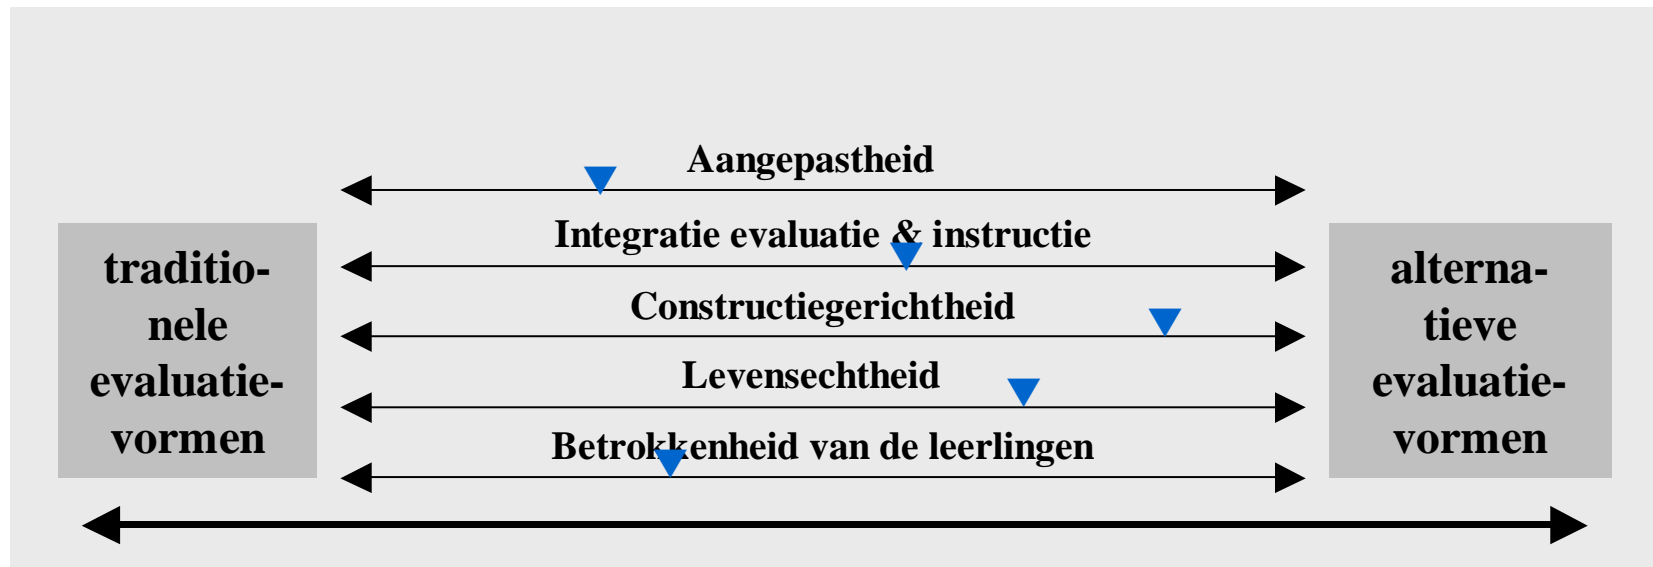 Aangepastheid
Integratie evaluatie & instructie
Constructiegerichtheid
Levensechtheid
Betrokkenheid van de leerlingen
traditio-
nele
evaluatie-
vormen
alterna-
tieve
evaluatie-
vormen